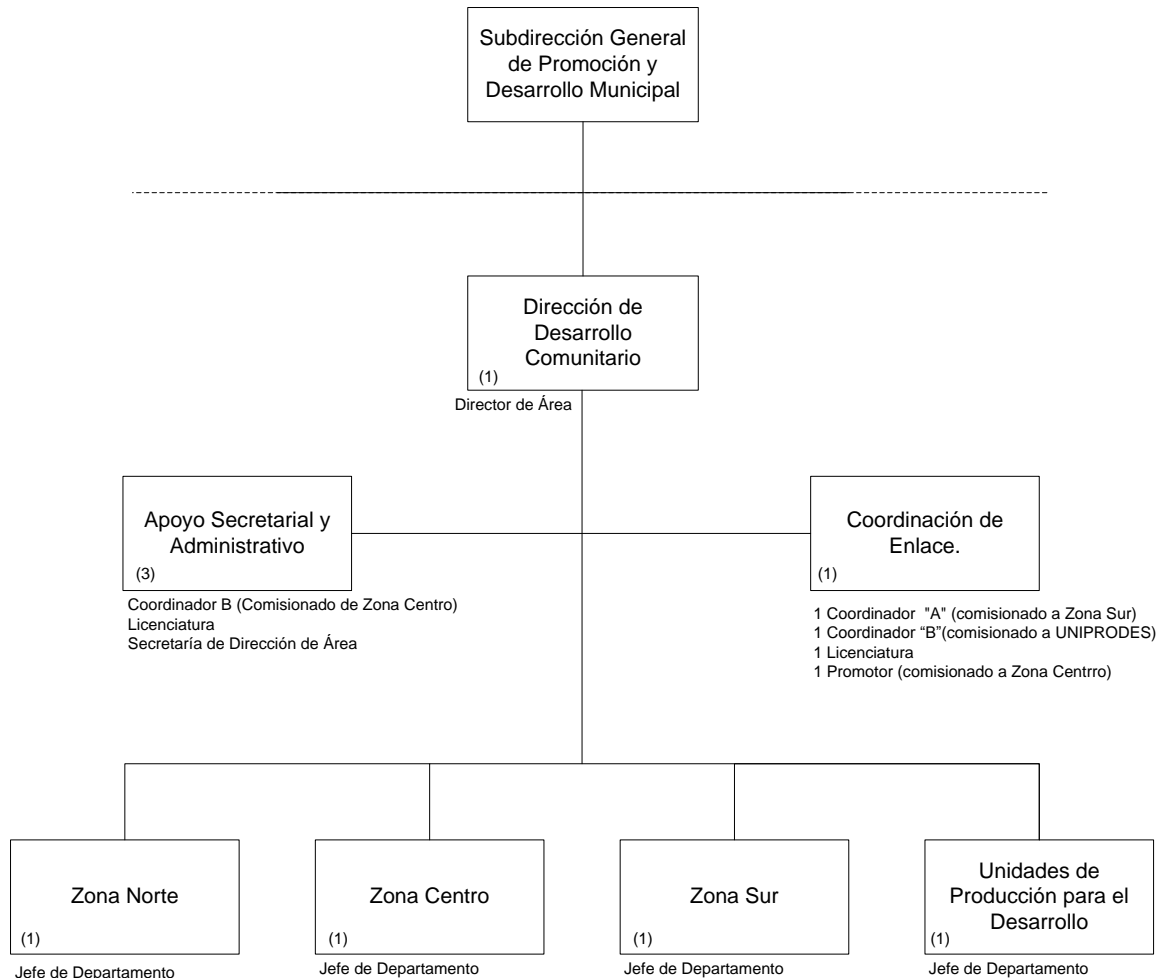 Subdirección General
de Promoción y
Desarrollo Municipal
Dirección de
Desarrollo
Comunitario
(1)
Director de Área
Apoyo Secretarial y
Administrativo
(3)
Coordinador B (Comisionado de Zona Centro)
Licenciatura
Secretaría de Dirección de Área
Coordinación de
Enlace.
(1)
1 Coordinador "A" (comisionado a Zona Sur)
1 Coordinador “B”(comisionado a UNIPRODES)
1 Licenciatura
1 Promotor (comisionado a Zona Centrro)
Zona Norte
(1)
Jefe de Departamento
Zona Centro
(1)
Jefe de Departamento
Zona Sur
(1)
Jefe de Departamento
Unidades de
Producción para el
Desarrollo
(1)
Jefe de Departamento